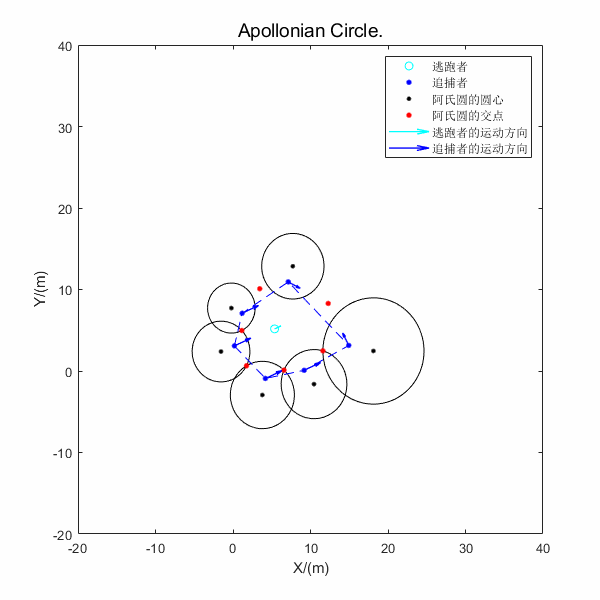 Apollonian Circle.
逃跑者
追捕者
阿氏圆的圆心
阿氏圆的交点
逃跑者的运动方向
追捕者的运动方向
40
30
20
10
0
-10
-20
Y/(m)
-20 -10 0 10 20 30 40
X/(m)